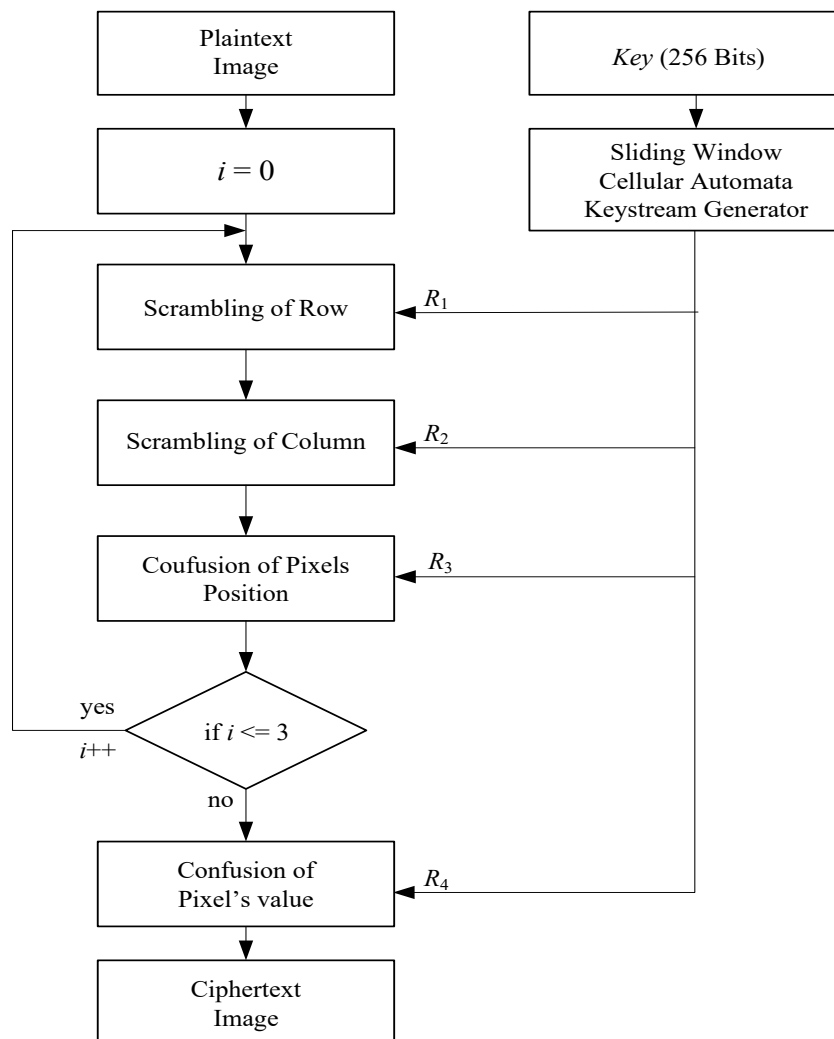 Plaintext
Image
Key (256 Bits)
i = 0
Sliding Window
Cellular Automata
Keystream Generator
Scrambling of Row
R1
Scrambling of Column
R2
Coufusion of Pixels
Position
R3
yes
i++
if i <= 3
no
Confusion of
Pixel’s value
R4
Ciphertext
Image